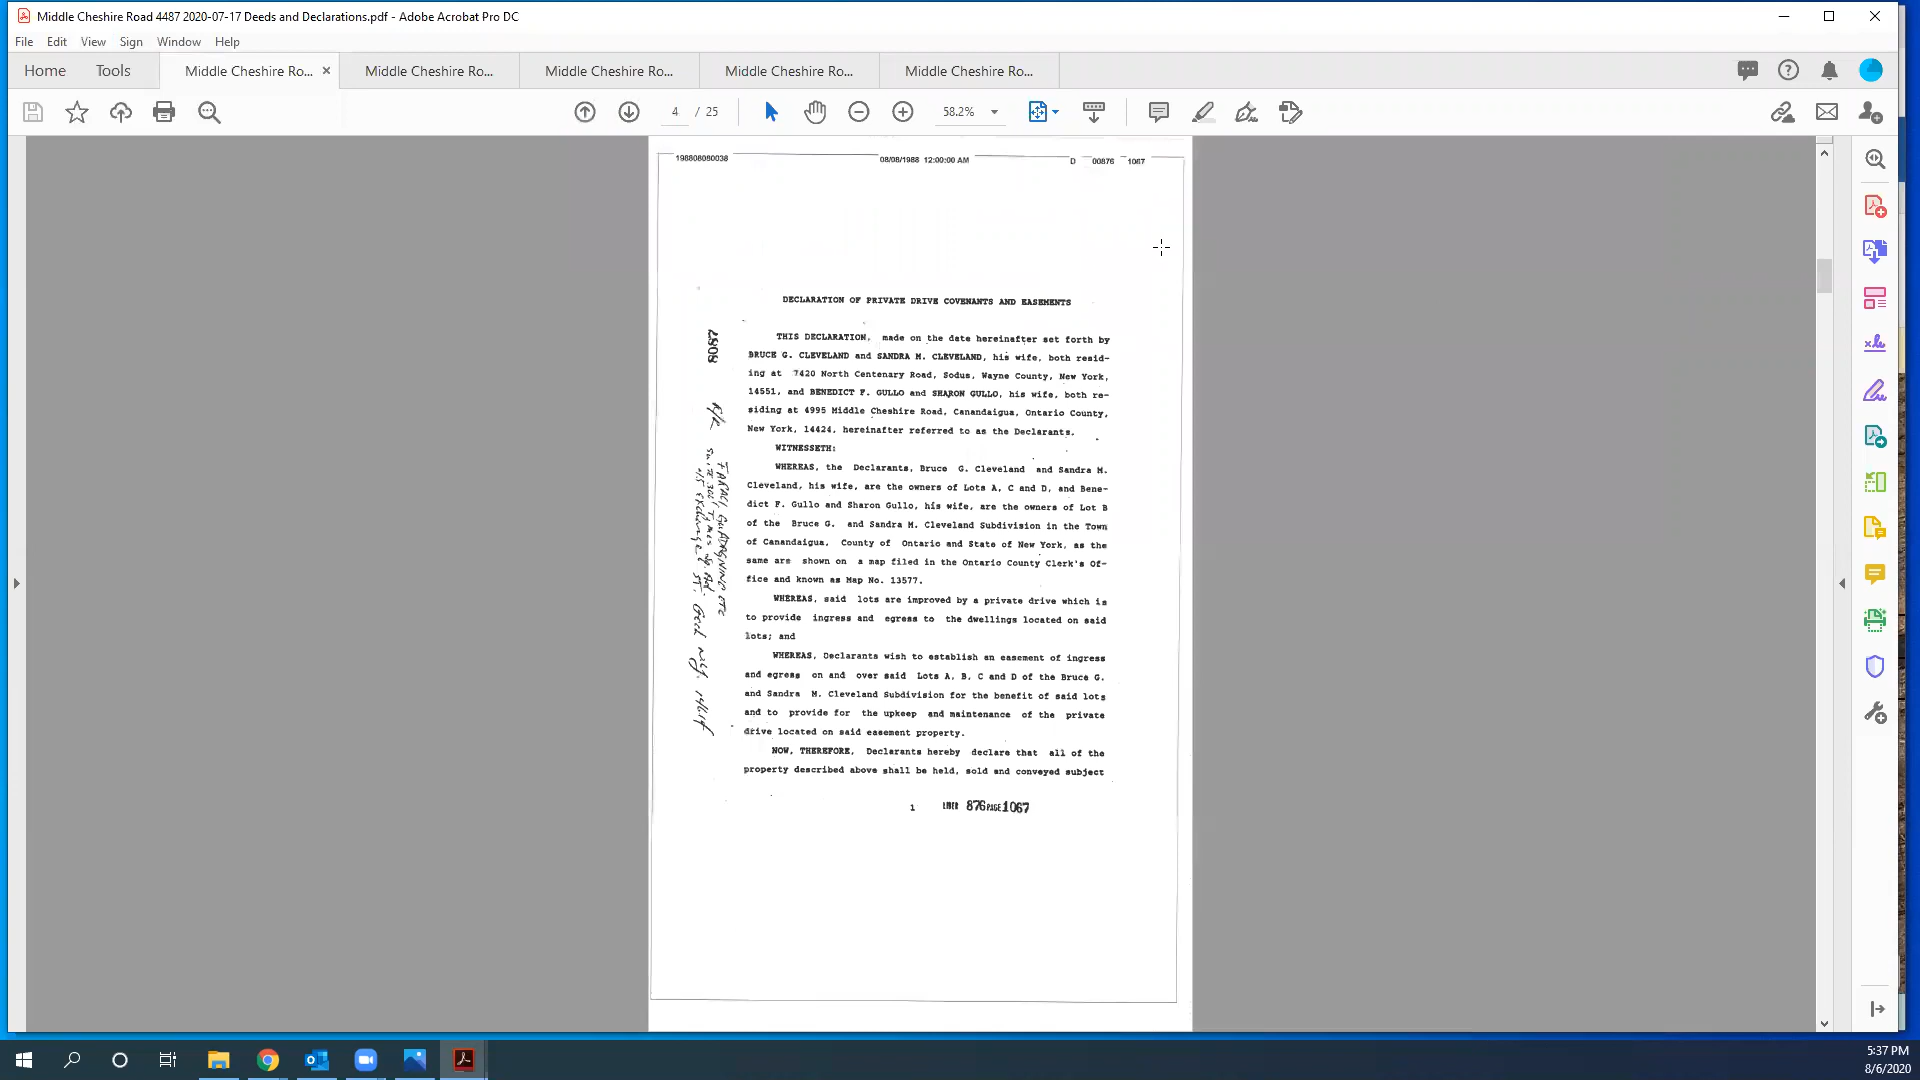 Middle Cheshire Road 4487 2020-07-17 Deeds and Declarations.pdf - Adobe Acrobat Pro DC
File Edit View Sign Window Help
Home Tools Middle Cheshire Ro... Middle Cheshire Ro... Middle Cheshire Ro... Middle Cheshire Ro... Middle Cheshire Ro...
4 / 25 58.2%
198808080038 08/08/1988 12:00:00 AM D 00876 1067
DECLARATION OF PRIVATE DRIVE COVENANTS AND EASEMENTS
THIS DECLARATION, made on the date hereinafter set forth by
BRUCE G. CLEVELAND and SANDRA M. CLEVELAND, his wife, both resid-
ing at 7420 North Centenary Road, Sodus, Wayne County, New York,
14551, and BENEDICT F. GULLO and SHARON GULLO, his wife, both re-
siding at 4995 Middle Cheshire Road, Canandaigua, Ontario County,
New York, 14424, hereinafter referred to as the Declarants.
WITNESSETH:
WHEREAS, the Declarants, Bruce G. Cleveland and Sandra M.
Cleveland, his wife, are the owners of Lots A, C and D, and Bene-
dict F. Gullo and Sharon Gullo, his wife, are the owners of Lot B
of the Bruce G. and Sandra M. Cleveland Subdivision in the Town
of Canandaigua, County of Ontario and State of New York, as the
same are shown on a map filed in the Ontario County Clerk's Of-
fice and known as Map No. 13577.
WHEREAS, said lots are improved by a private drive which is
to provide ingress and egress to the dwellings located on said
lots; and
WHEREAS, Declarants wish to establish an easement of ingress
and egress on and over said Lots A, B, C and D of the Bruce G.
and Sandra M. Cleveland Subdivision for the benefit of said lots
and to provide for the upkeep and maintenance of the private
drive located on said easement property.
NOW, THEREFORE, Declarants hereby declare that all of the
property described above shall be held, sold and conveyed subject
1 LIBER 876 PAGE 1067
8087
R/R
5:37 PM
8/6/2020